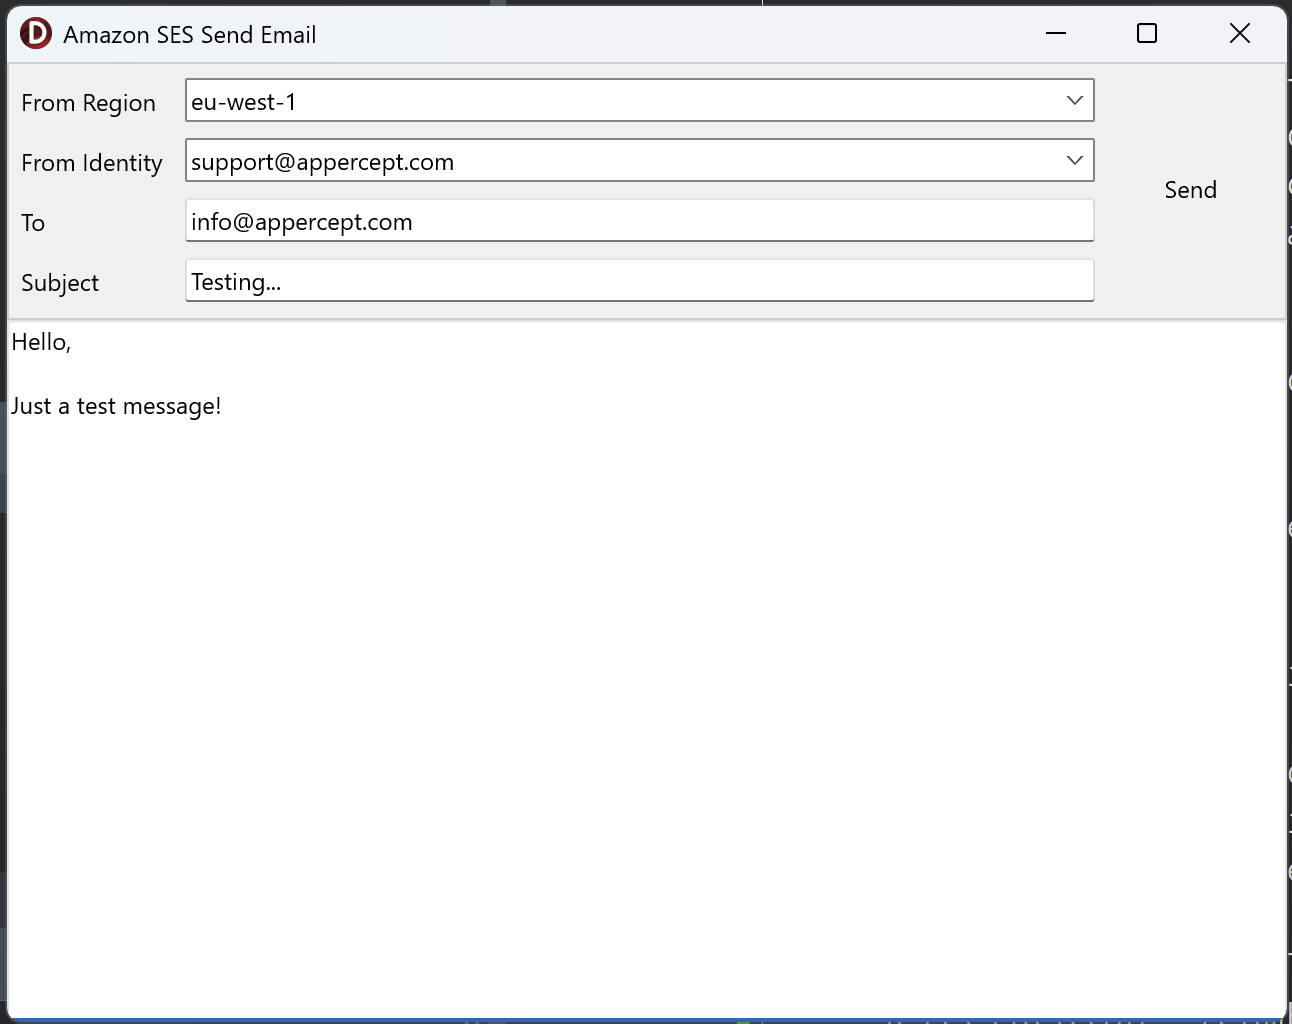 Amazon SES Send Email
From Region
eu-west-1
From Identity
support@appercept.com
To
info@appercept.com
Subject
Testing...
Send
Hello,
Just a test message!